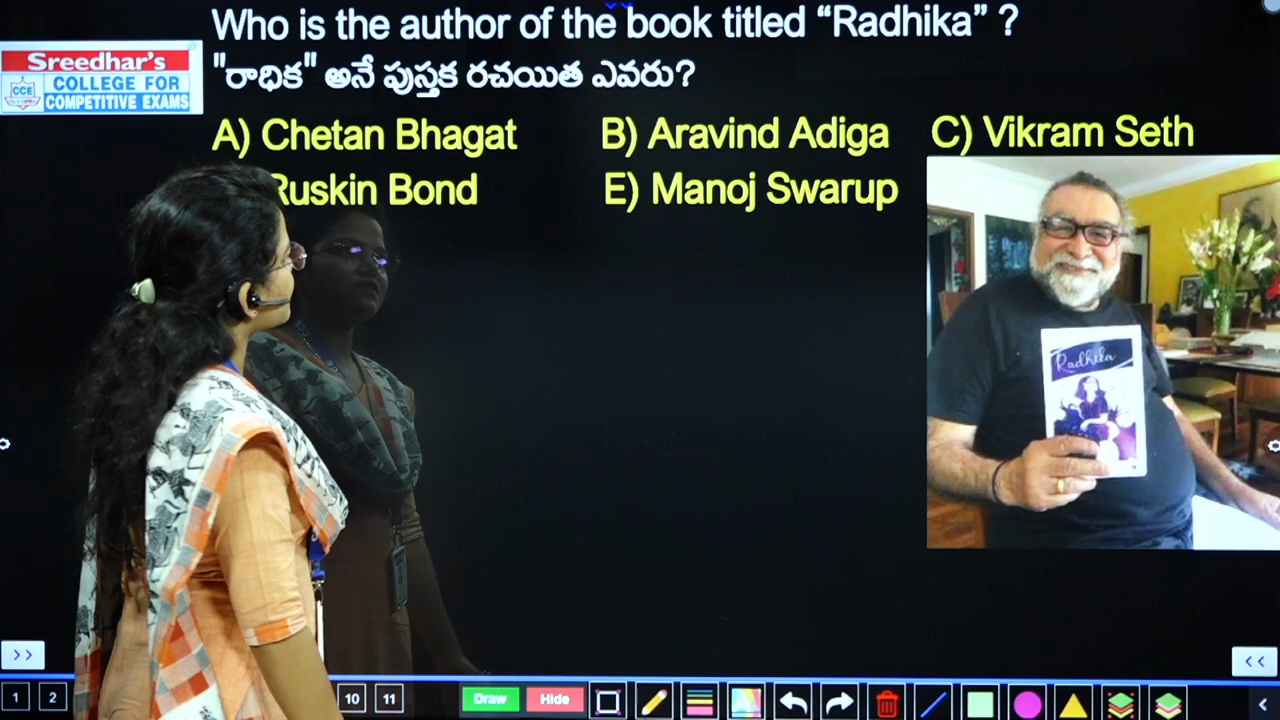 Who is the author of the book titled “Radhika” ?
"రాధిక" అనే పుస్తక రచయిత ఎవరు?
Sreedhar's
CCE
COLLEGE FOR
COMPETITIVE EXAMS
A) Chetan Bhagat B) Aravind Adiga C) Vikram Seth
Ruskin Bond E) Manoj Swarup
Radhika
>> <<
1 2 10 11 Draw Hide